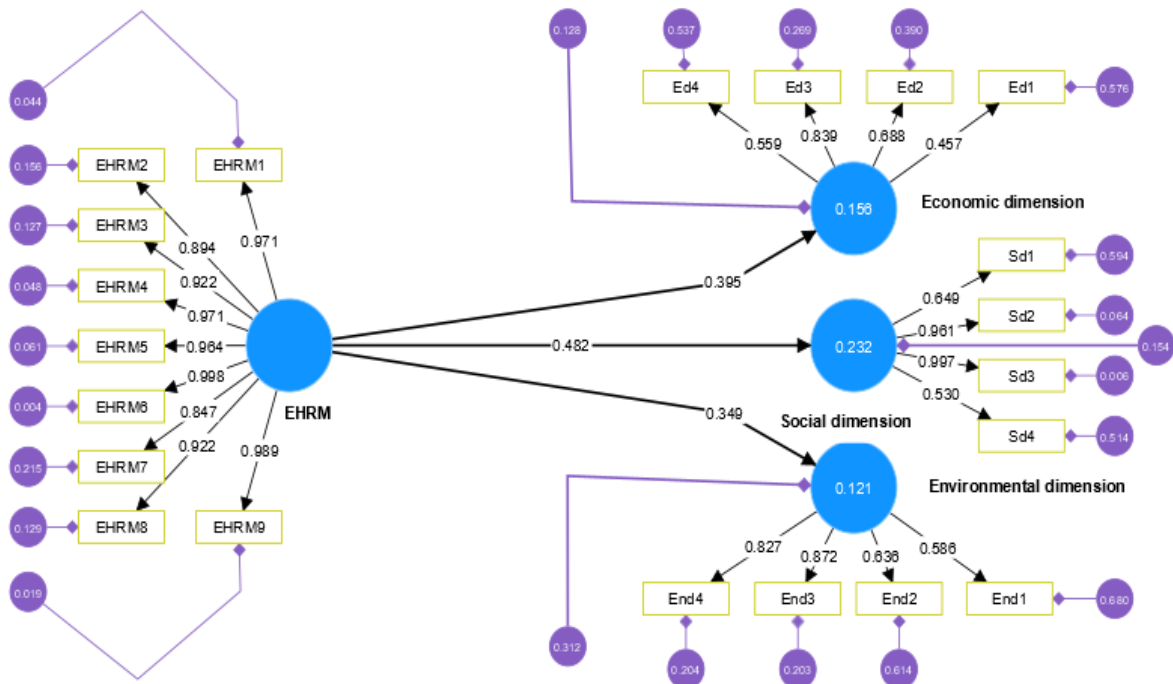 0.128
0.537
0.269
0.390
0.044
Ed4
Ed3
Ed2
Ed1
0.576
0.559
0.839
0.688
0.457
0.156
EHRM2
EHRM1
0.156
Economic dimension
0.127
EHRM3
0.894
0.971
0.922
Sd1
0.594
0.048
EHRM4
0.971
0.395
0.649
Sd2
0.064
0.961
0.061
EHRM5
0.964
0.482
0.232
0.154
0.998
0.997
Sd3
0.006
0.004
EHRM6
0.847
0.530
EHRM
0.349
Social dimension
0.922
0.989
Sd4
0.514
0.215
EHRM7
0.121
Environmental dimension
0.129
EHRM8
EHRM9
0.827
0.872
0.636
0.586
0.019
End4
End3
End2
End1
0.680
0.312
0.204
0.203
0.614